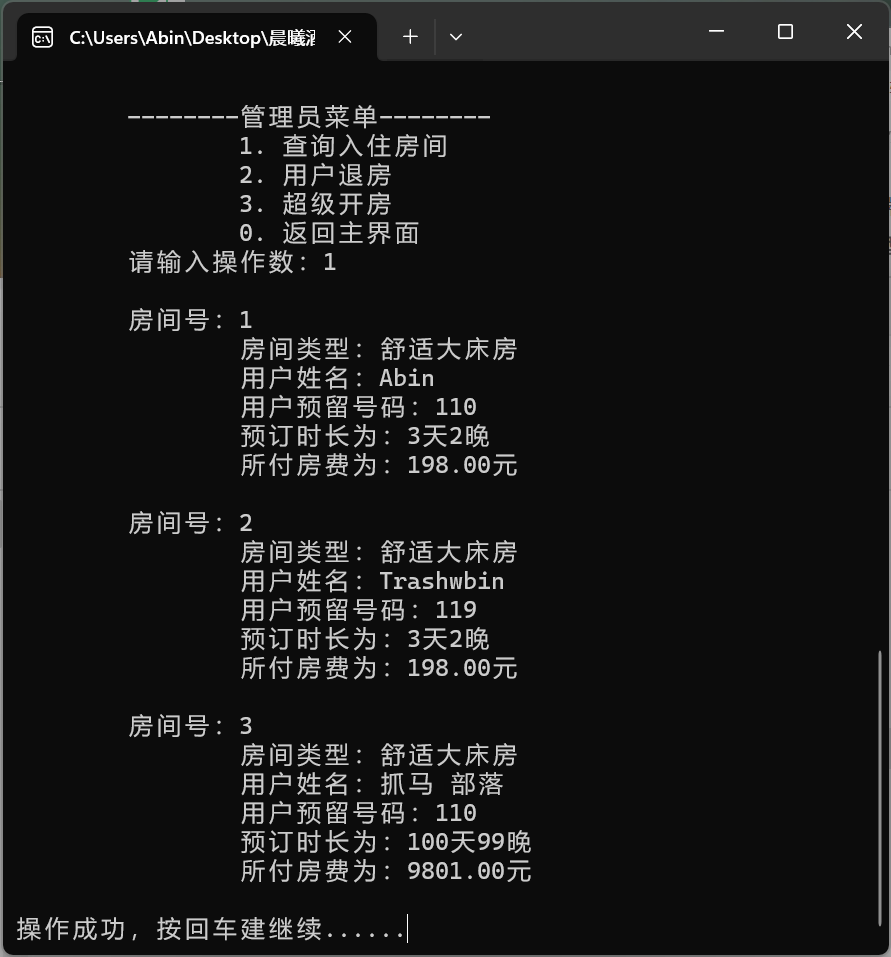 C:\Users\Abin\Desktop\晨曦酒
--------管理员菜单--------
1. 查询入住房间
2. 用户退房
3. 超级开房
0. 返回主界面
请输入操作数: 1
房间号: 1
房间类型: 舒适大床房
用户姓名: Abin
用户预留号码: 110
预订时长为: 3天2晚
所付房费为: 198.00元
房间号: 2
房间类型: 舒适大床房
用户姓名: Trashwbin
用户预留号码: 119
预订时长为: 3天2晚
所付房费为: 198.00元
房间号: 3
房间类型: 舒适大床房
用户姓名: 抓马 部落
用户预留号码: 110
预订时长为: 100天99晚
所付房费为: 9801.00元
操作成功, 按回车建继续......